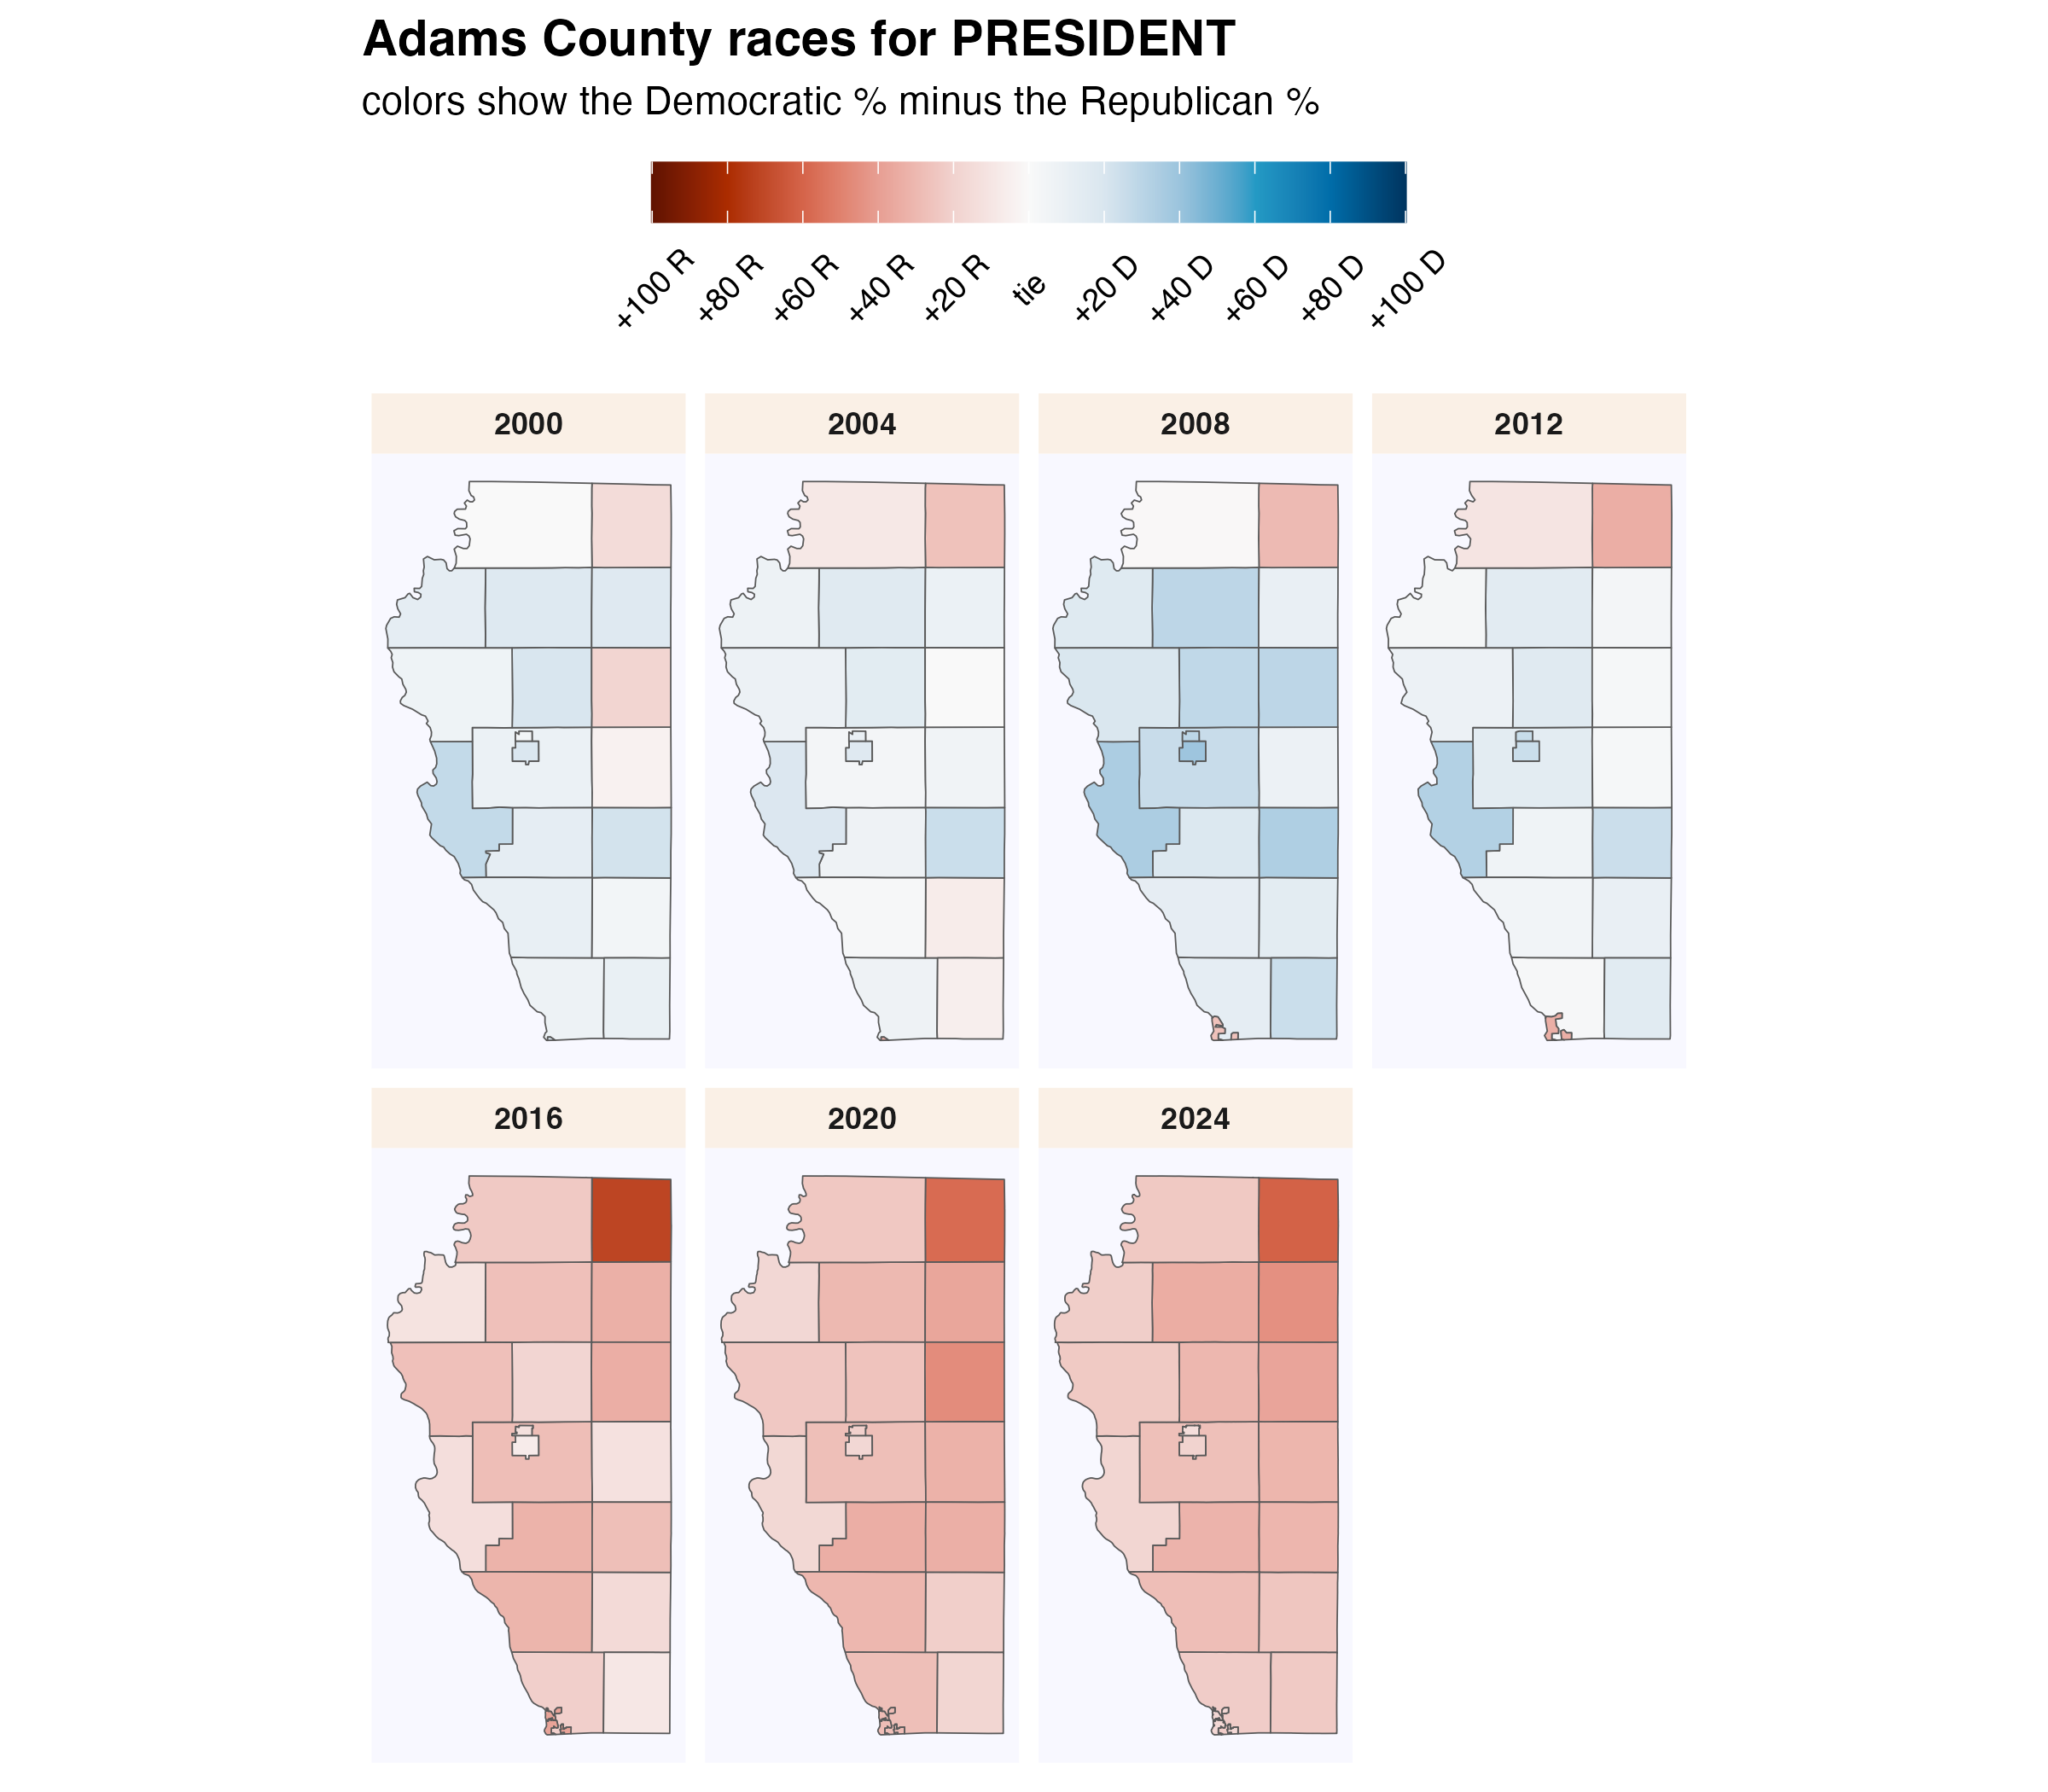 Adams County races for PRESIDENT
colors show the Democratic % minus the Republican %
+100 R
+80 R
+60 R
+40 R
+20 R
tie
+20 D
+40 D
+60 D
+80 D
+100 D
2000
2004
2008
2012
2016
2020
2024